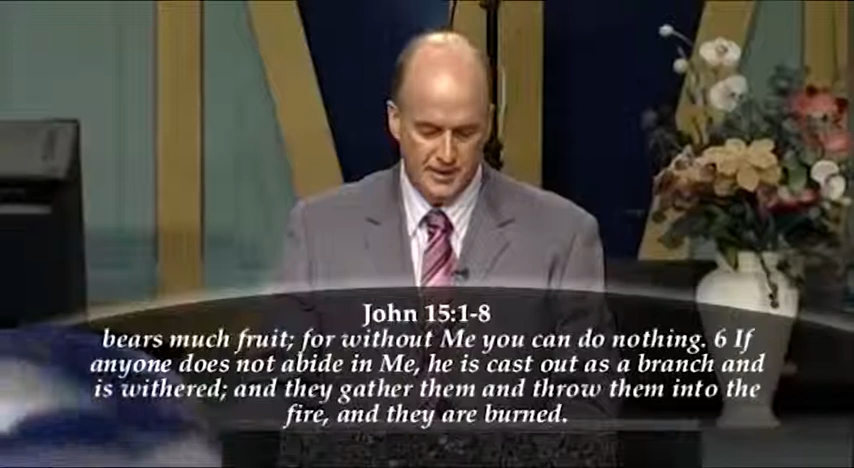 John 15:1-8
bears much fruit; for without Me you can do nothing. 6 If
anyone does not abide in Me, he is cast out as a branch and
is withered; and they gather them and throw them into the
fire, and they are burned.